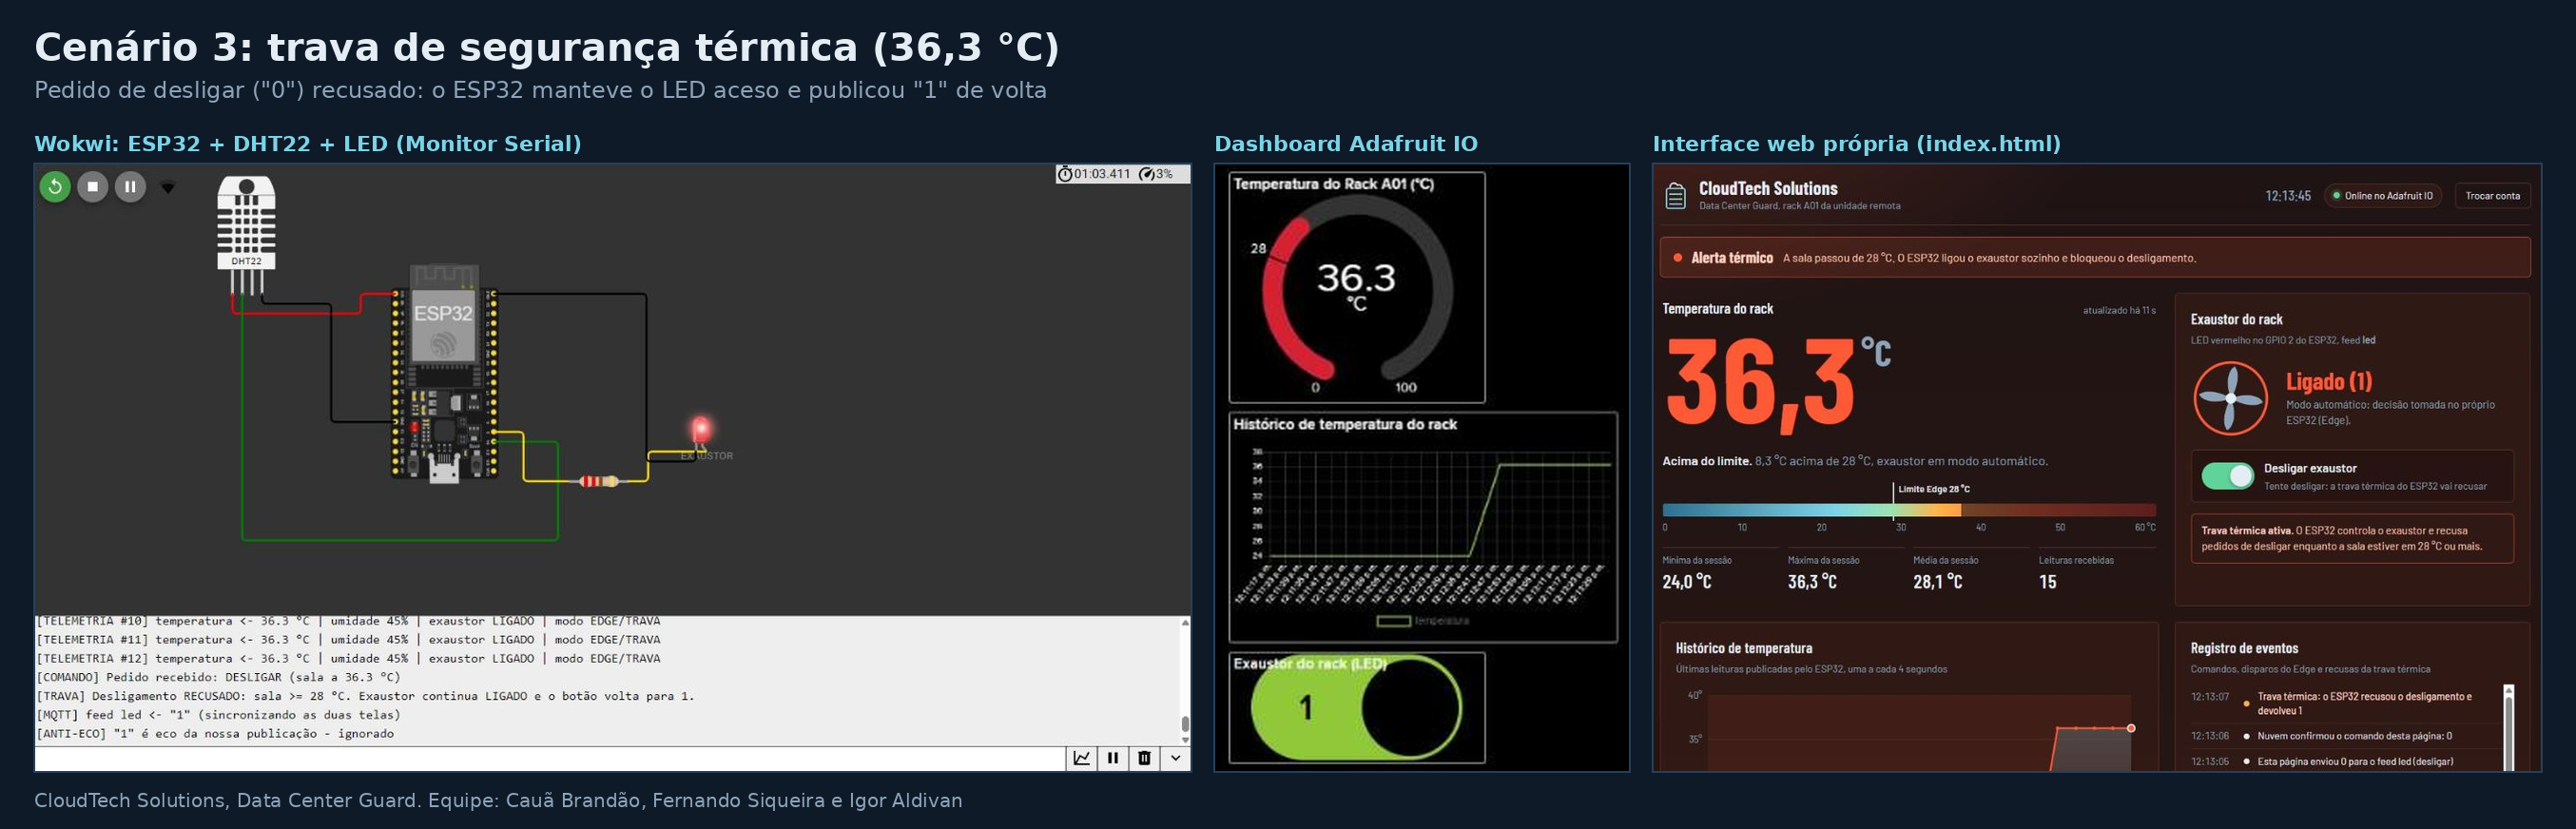 Cenário 3: trava de segurança térmica (36,3 °C)
Pedido de desligar ("0") recusado: o ESP32 manteve o LED aceso e publicou "1" de volta
Wokwi: ESP32 + DHT22 + LED (Monitor Serial)
01:03.411 3%
DHT22
ESP32
EXAUSTOR
[TELEMETRIA #10] temperatura <- 36.3 °C | umidade 45% | exaustor LIGADO | modo EDGE/TRAVA
[TELEMETRIA #11] temperatura <- 36.3 °C | umidade 45% | exaustor LIGADO | modo EDGE/TRAVA
[TELEMETRIA #12] temperatura <- 36.3 °C | umidade 45% | exaustor LIGADO | modo EDGE/TRAVA
[COMANDO] Pedido recebido: DESLIGAR (sala a 36.3 °C)
[TRAVA] Desligamento RECUSADO: sala >= 28 °C. Exaustor continua LIGADO e o botão volta para 1.
[MQTT] feed led <- "1" (sincronizando as duas telas)
[ANTI-ECO] "1" é eco da nossa publicação - ignorado
Dashboard Adafruit IO
Temperatura do Rack A01 (°C)
28
36.3
°C
0 100
Histórico de temperatura do rack
38
36
34
32
30
28
26
24
temperatura
Exaustor do rack (LED)
1
Interface web própria (index.html)
CloudTech Solutions
Data Center Guard, rack A01 da unidade remota
12:13:45
Online no Adafruit IO
Trocar conta
Alerta térmico A sala passou de 28 °C. O ESP32 ligou o exaustor sozinho e bloqueou o desligamento.
Temperatura do rack
atualizado há 11 s
36,3 °C
Acima do limite. 8,3 °C acima de 28 °C, exaustor em modo automático.
Limite Edge 28 °C
0 10 20 30 40 50 60 °C
Mínima da sessão
24,0 °C
Máxima da sessão
36,3 °C
Média da sessão
28,1 °C
Leituras recebidas
15
Exaustor do rack
LED vermelho no GPIO 2 do ESP32, feed led
Ligado (1)
Modo automático: decisão tomada no próprio
ESP32 (Edge).
Desligar exaustor
Tente desligar: a trava térmica do ESP32 vai recusar
Trava térmica ativa. O ESP32 controla o exaustor e recusa
pedidos de desligar enquanto a sala estiver em 28 °C ou mais.
Histórico de temperatura
Últimas leituras publicadas pelo ESP32, uma a cada 4 segundos
40°
35°
Registro de eventos
Comandos, disparos do Edge e recusas da trava térmica
12:13:07 Trava térmica: o ESP32 recusou o desligamento e
devolveu 1
12:13:06 Nuvem confirmou o comando desta página: 0
12:13:05 Esta página enviou 0 para o feed led (desligar)
CloudTech Solutions, Data Center Guard. Equipe: Cauã Brandão, Fernando Siqueira e Igor Aldivan